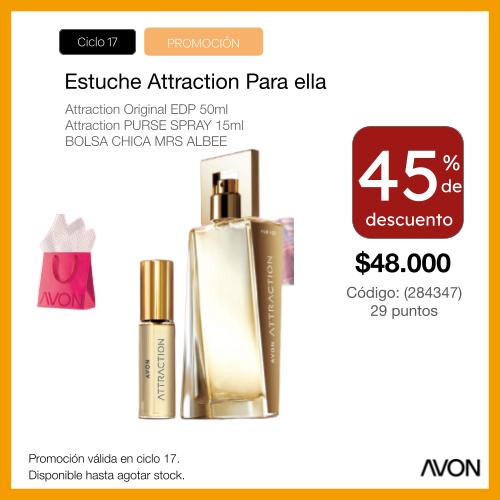 Ciclo 17
PROMOCIÓN
Estuche Attraction Para ella
Attraction Original EDP 50ml
Attraction PURSE SPRAY 15ml
BOLSA CHICA MRS ALBEE
45%
de
descuento
$48.000
Código: (284347)
29 puntos
AVON
AVON
ATTRACTION
FOR HER
AVON ATTRACTION
Promoción válida en ciclo 17.
Disponible hasta agotar stock.
AVON